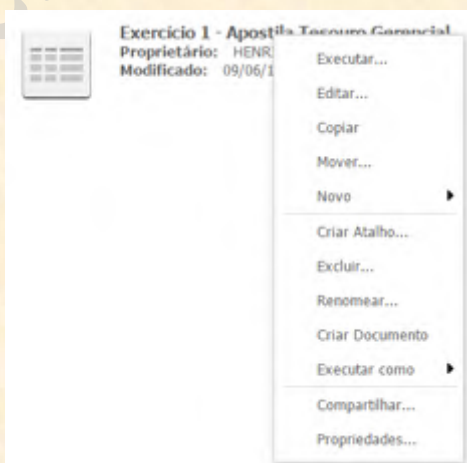 Exercício 1 - Apostila Tesouro Gerencial
Proprietário: HENR
Modificado: 09/06/1
Executar...
Editar...
Copiar
Mover...
Novo
Criar Atalho...
Excluir...
Renomear...
Criar Documento
Executar como
Compartilhar...
Propriedades...